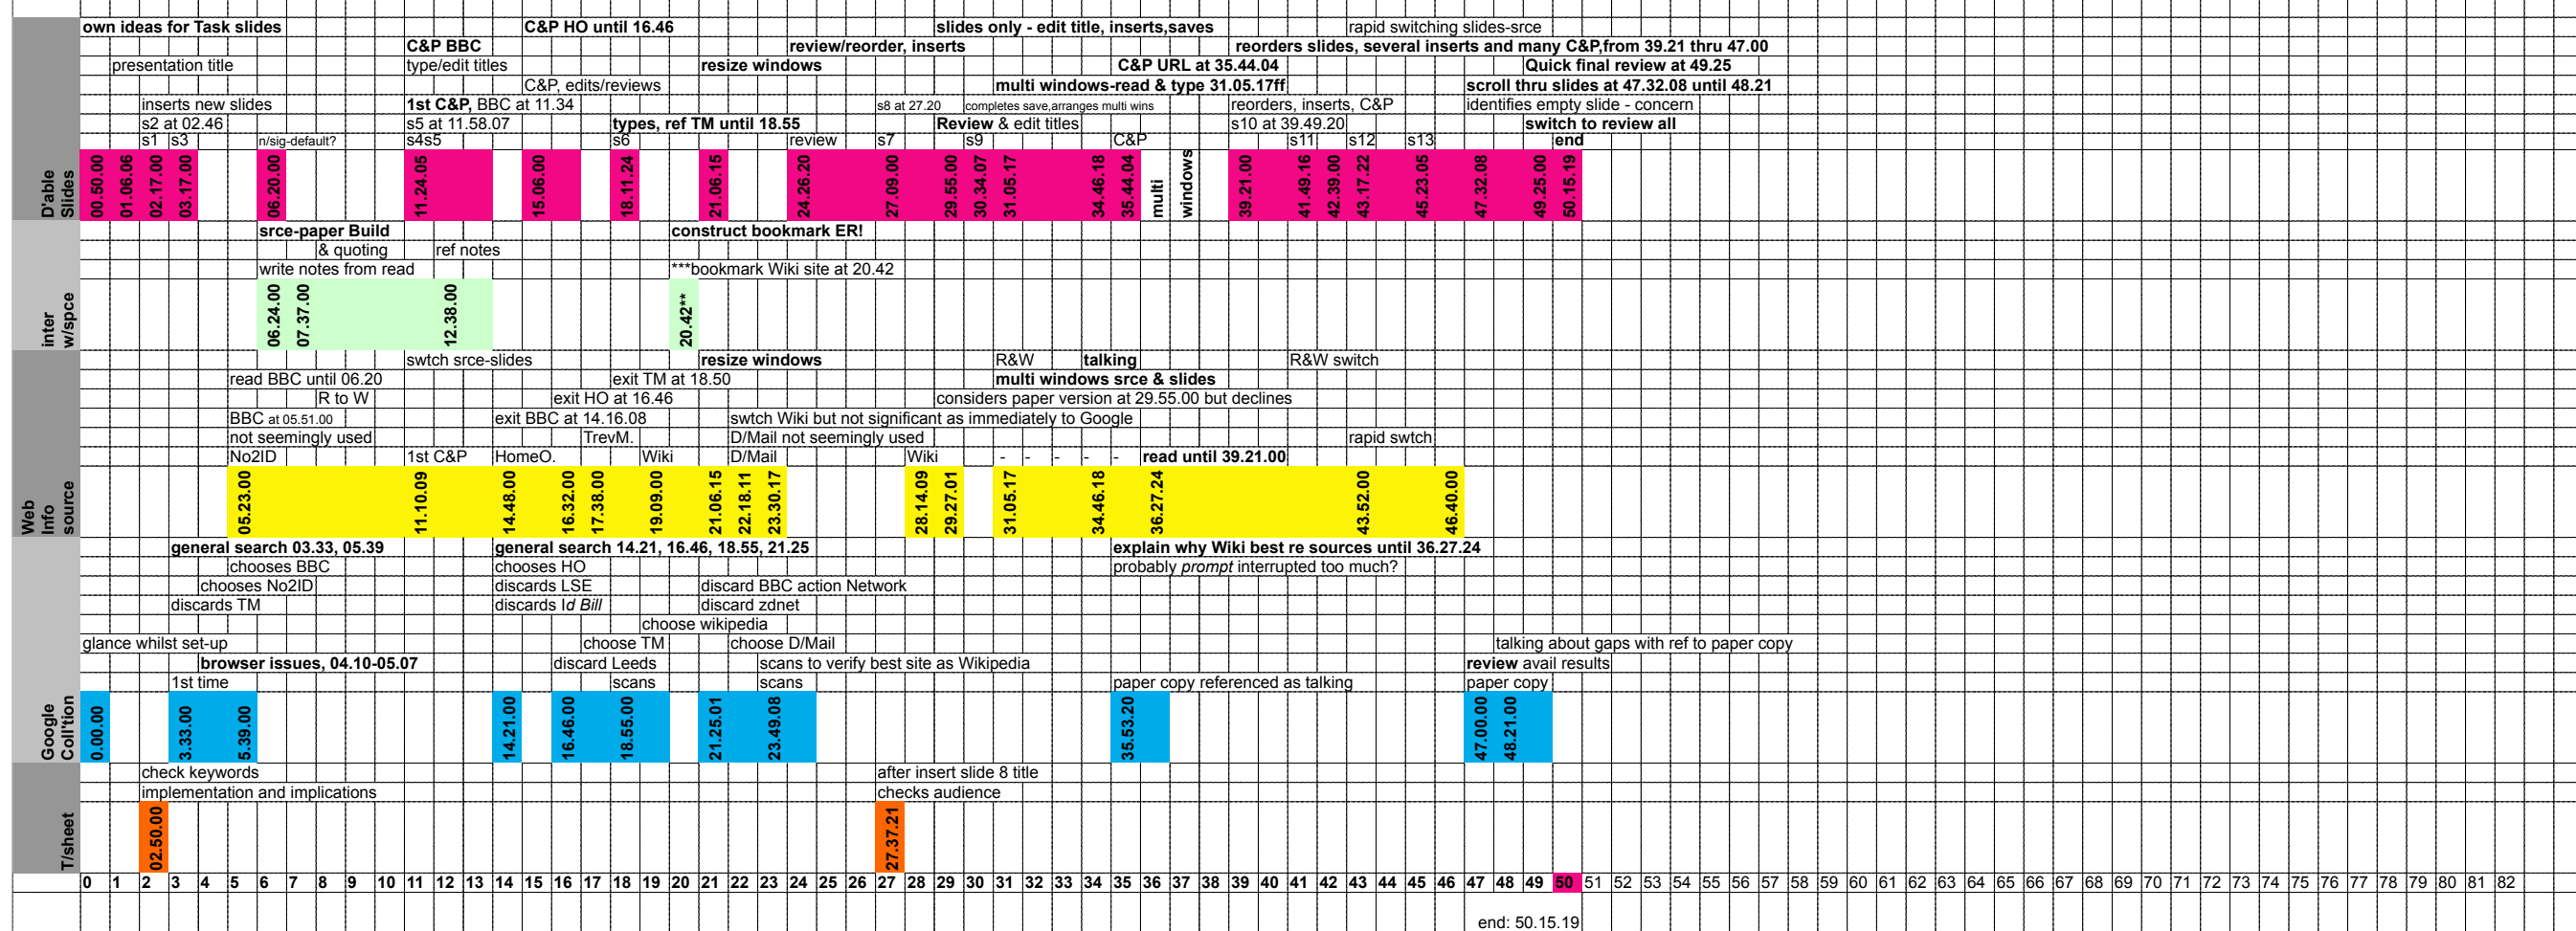 own ideas for Task slides C&P HO until 16.46 slides only - edit title, inserts,saves rapid switching slides-srce
C&P BBC review/reorder, inserts reorders slides, several inserts and many C&P,from 39.21 thru 47.00
presentation title type/edit titles resize windows C&P URL at 35.44.04 Quick final review at 49.25
C&P, edits/reviews multi windows-read & type 31.05.17ff scroll thru slides at 47.32.08 until 48.21
inserts new slides 1st C&P, BBC at 11.34 s8 at 27.20 completes save,arranges multi wins reorders, inserts, C&P identifies empty slide - concern
s2 at 02.46 s5 at 11.58.07 types, ref TM until 18.55 Review & edit titles s10 at 39.49.20 switch to review all
s1 s3 n/sig-default? s4s5 s6 review s7 s9 C&P s11 s12 s13 end
D'able Slides 00.50.00 01.06.06 02.17.00 03.17.00 06.20.00 11.24.05 15.06.00 18.11.24 21.06.15 24.26.20 27.09.00 29.55.00 30.34.07 31.05.17 34.46.18 35.44.04 multi windows 39.21.00 41.49.16 42.39.00 43.17.22 45.23.05 47.32.08 49.25.00 50.15.19
srce-paper Build construct bookmark ER!
& quoting ref notes
write notes from read ***bookmark Wiki site at 20.42
inter w/spce 06.24.00 07.37.00 12.38.00 20.42**
swtch srce-slides resize windows R&W talking R&W switch
read BBC until 06.20 exit TM at 18.50 multi windows srce & slides
R to W exit HO at 16.46 considers paper version at 29.55.00 but declines
BBC at 05.51.00 exit BBC at 14.16.08 swtch Wiki but not significant as immediately to Google
not seemingly used TrevM. D/Mail not seemingly used rapid swtch
No2ID 1st C&P HomeO. Wiki D/Mail Wiki - - - - - read until 39.21.00
Web Info source 05.23.00 11.10.09 14.48.00 16.32.00 17.38.00 19.09.00 21.06.15 22.18.11 23.30.17 28.14.09 29.27.01 31.05.17 34.46.18 36.27.24 43.52.00 46.40.00
general search 03.33, 05.39 general search 14.21, 16.46, 18.55, 21.25 explain why Wiki best re sources until 36.27.24
chooses BBC chooses HO probably prompt interrupted too much?
chooses No2ID discards LSE discard BBC action Network
discards TM discards Id Bill discard zdnet
choose wikipedia
glance whilst set-up choose TM choose D/Mail talking about gaps with ref to paper copy
browser issues, 04.10-05.07 discard Leeds scans to verify best site as Wikipedia review avail results
1st time scans scans paper copy referenced as talking paper copy
Google Coll'tion 0.00.00 3.33.00 5.39.00 14.21.00 16.46.00 18.55.00 21.25.01 23.49.08 35.53.20 47.00.00 48.21.00
check keywords after insert slide 8 title
implementation and implications checks audience
T/sheet 02.50.00 27.37.21
0 1 2 3 4 5 6 7 8 9 10 11 12 13 14 15 16 17 18 19 20 21 22 23 24 25 26 27 28 29 30 31 32 33 34 35 36 37 38 39 40 41 42 43 44 45 46 47 48 49 50 51 52 53 54 55 56 57 58 59 60 61 62 63 64 65 66 67 68 69 70 71 72 73 74 75 76 77 78 79 80 81 82
end: 50.15.19